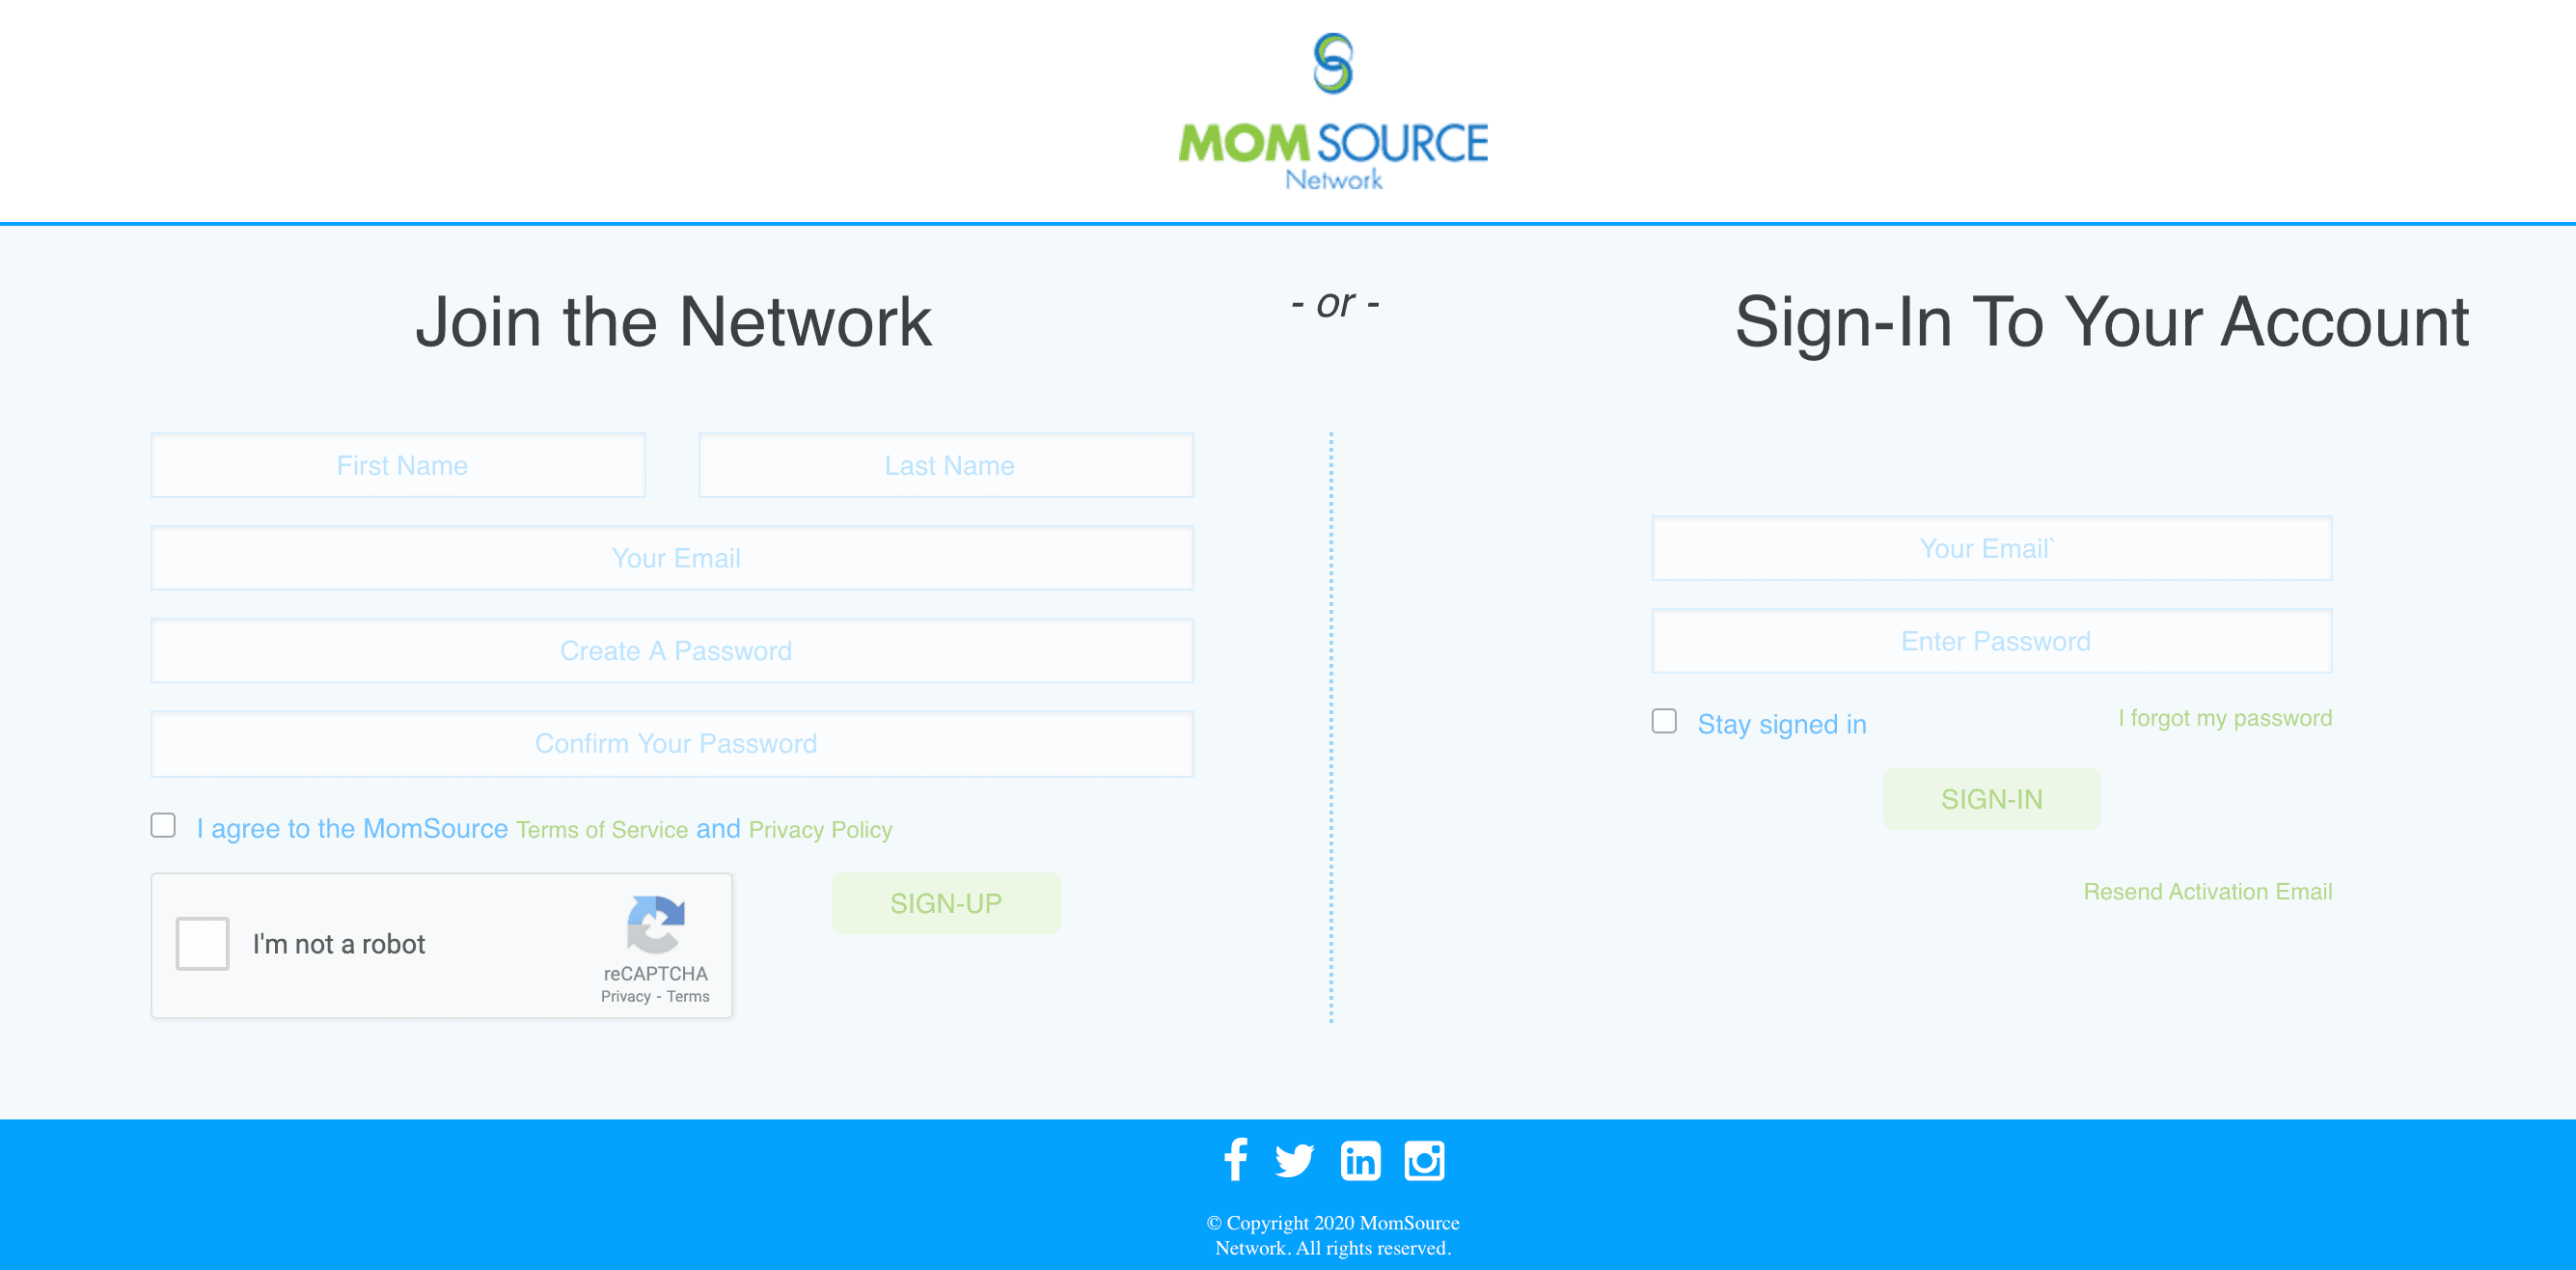 MOM SOURCE
Network
Join the Network
- or -
Sign-In To Your Account
First Name
Last Name
Your Email
Create A Password
Confirm Your Password
I agree to the MomSource Terms of Service and Privacy Policy
I'm not a robot
reCAPTCHA
Privacy - Terms
SIGN-UP
Your Email`
Enter Password
Stay signed in
I forgot my password
SIGN-IN
Resend Activation Email
© Copyright 2020 MomSource
Network. All rights reserved.